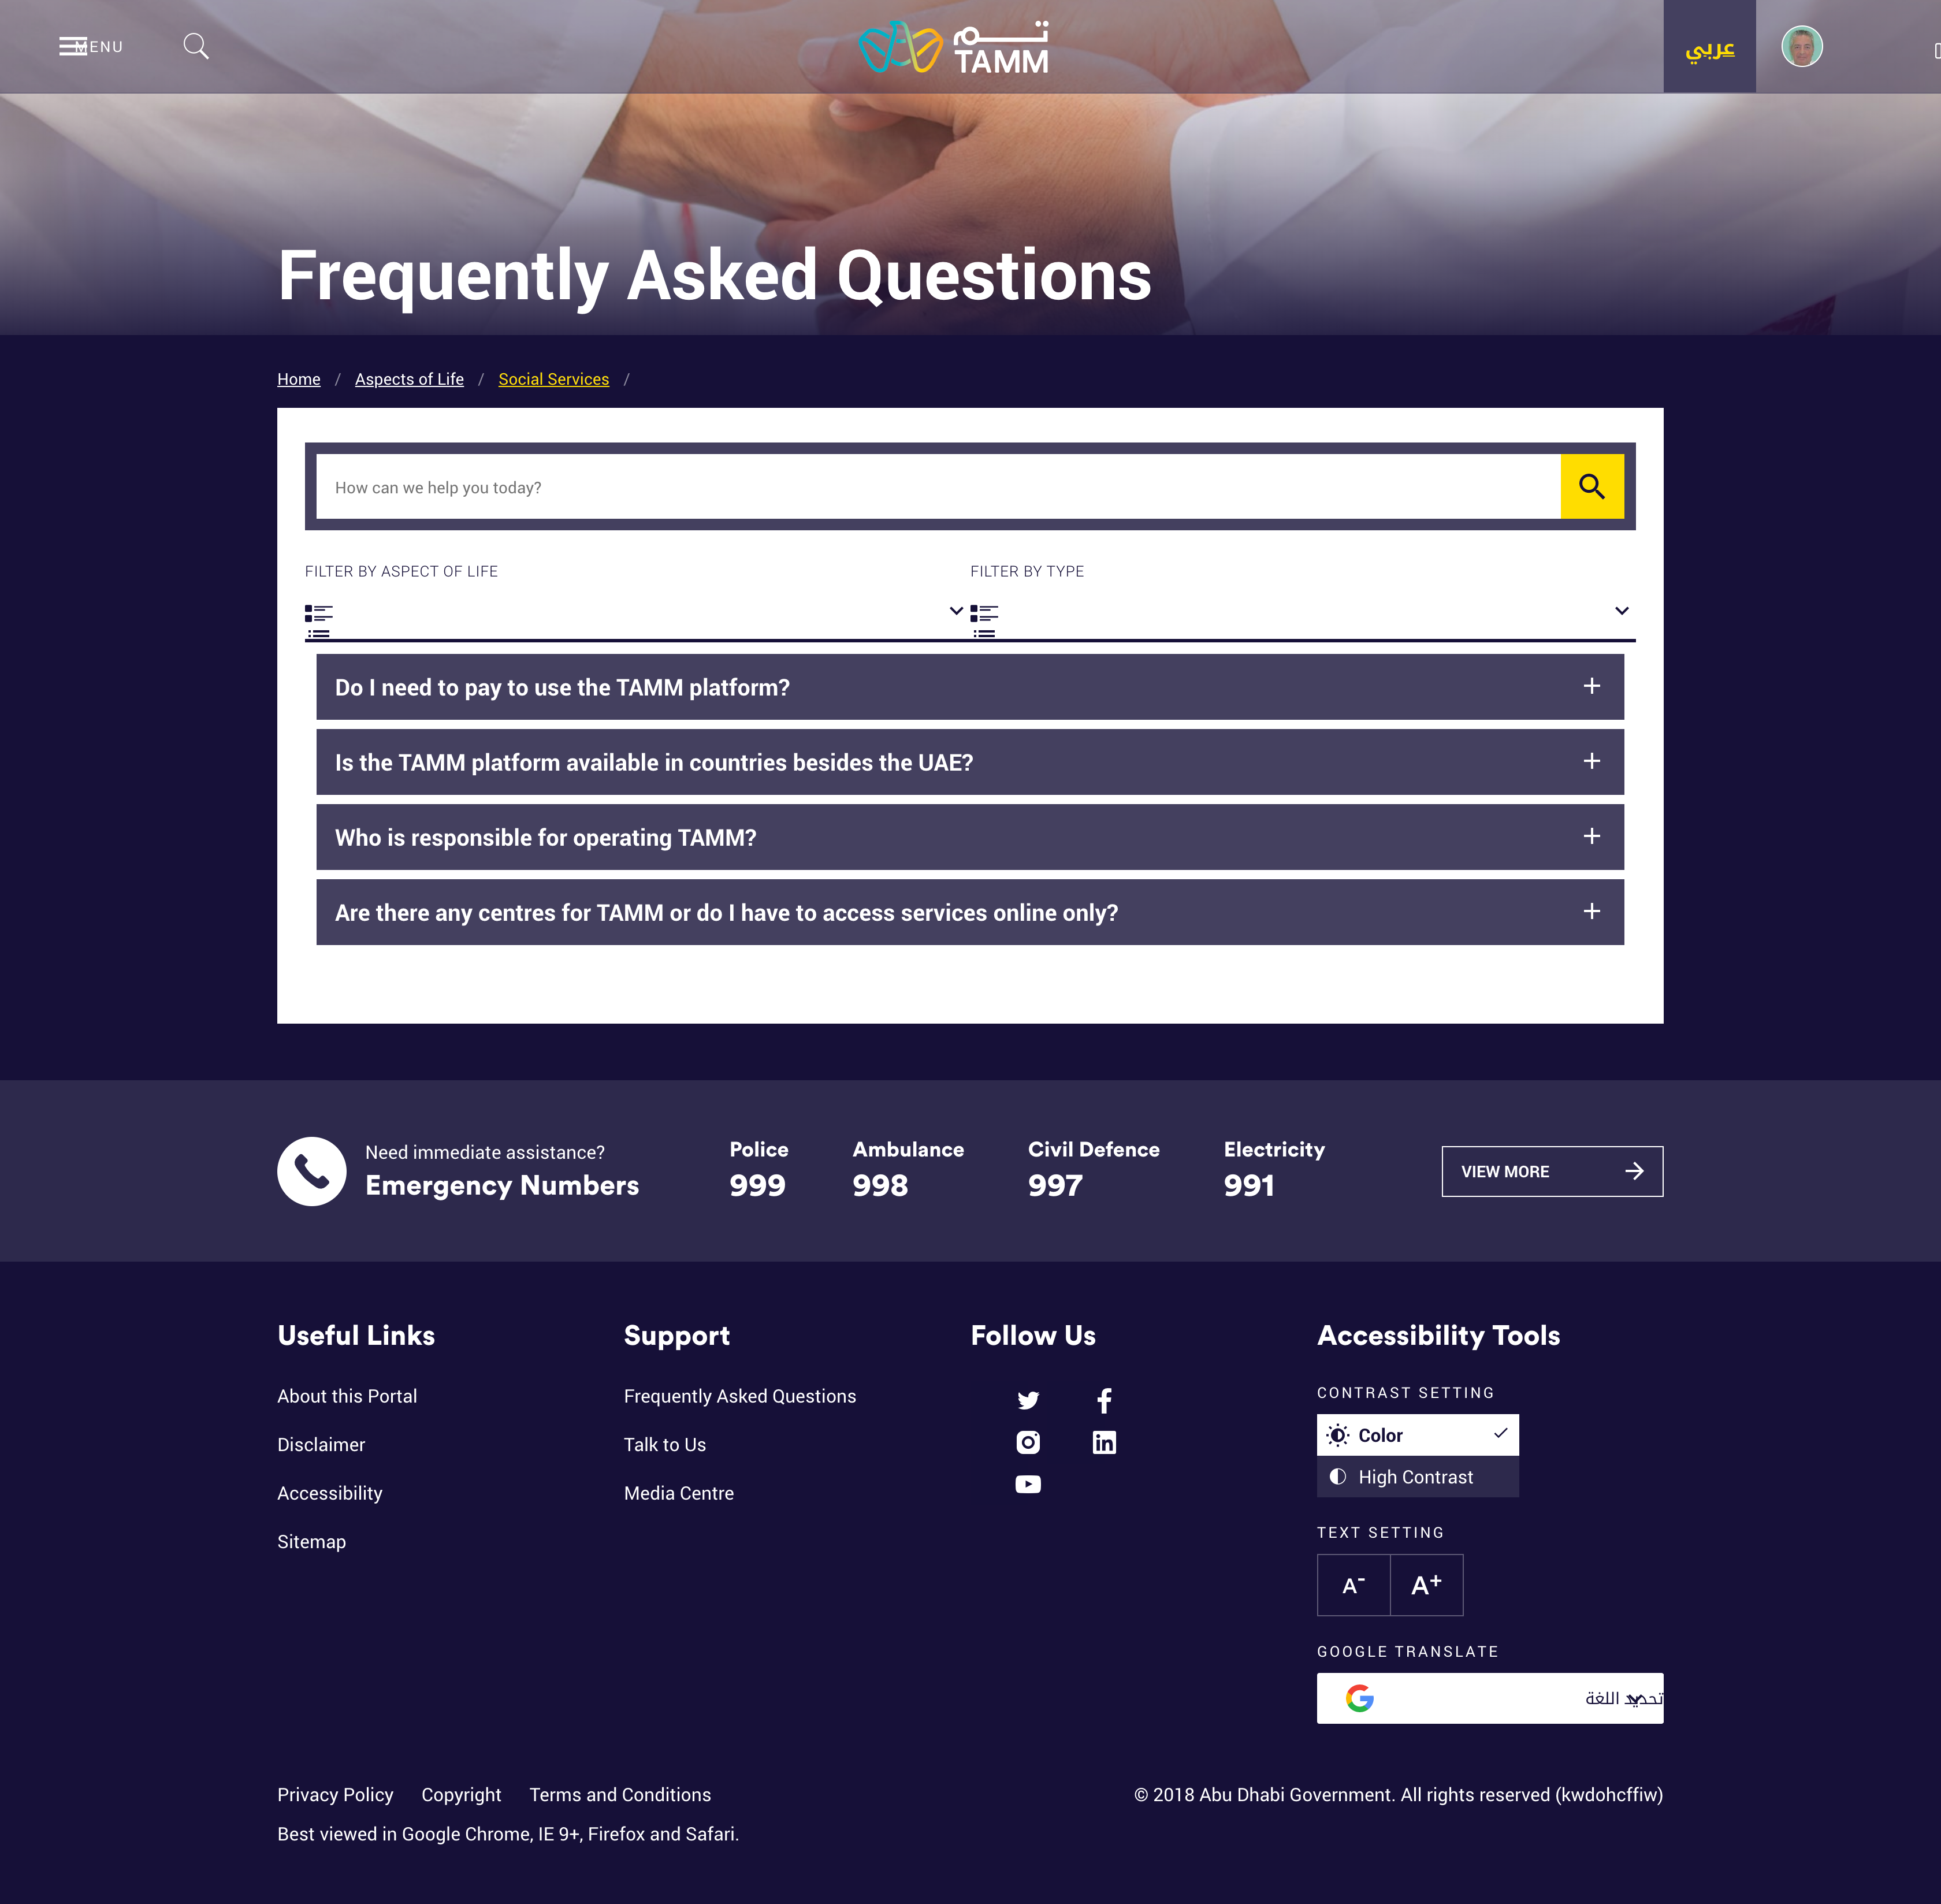 MENU
تـــم
TAMM
عربي
Frequently Asked Questions
Home / Aspects of Life / Social Services /
How can we help you today?
FILTER BY ASPECT OF LIFE
FILTER BY TYPE
Do I need to pay to use the TAMM platform?
Is the TAMM platform available in countries besides the UAE?
Who is responsible for operating TAMM?
Are there any centres for TAMM or do I have to access services online only?
Need immediate assistance?
Emergency Numbers
Police
999
Ambulance
998
Civil Defence
997
Electricity
991
VIEW MORE
Useful Links
About this Portal
Disclaimer
Accessibility
Sitemap
Support
Frequently Asked Questions
Talk to Us
Media Centre
Follow Us
Accessibility Tools
CONTRAST SETTING
Color
High Contrast
TEXT SETTING
A-
A+
GOOGLE TRANSLATE
تحديد اللغة
Privacy Policy Copyright Terms and Conditions
© 2018 Abu Dhabi Government. All rights reserved (kwdohcffiw)
Best viewed in Google Chrome, IE 9+, Firefox and Safari.